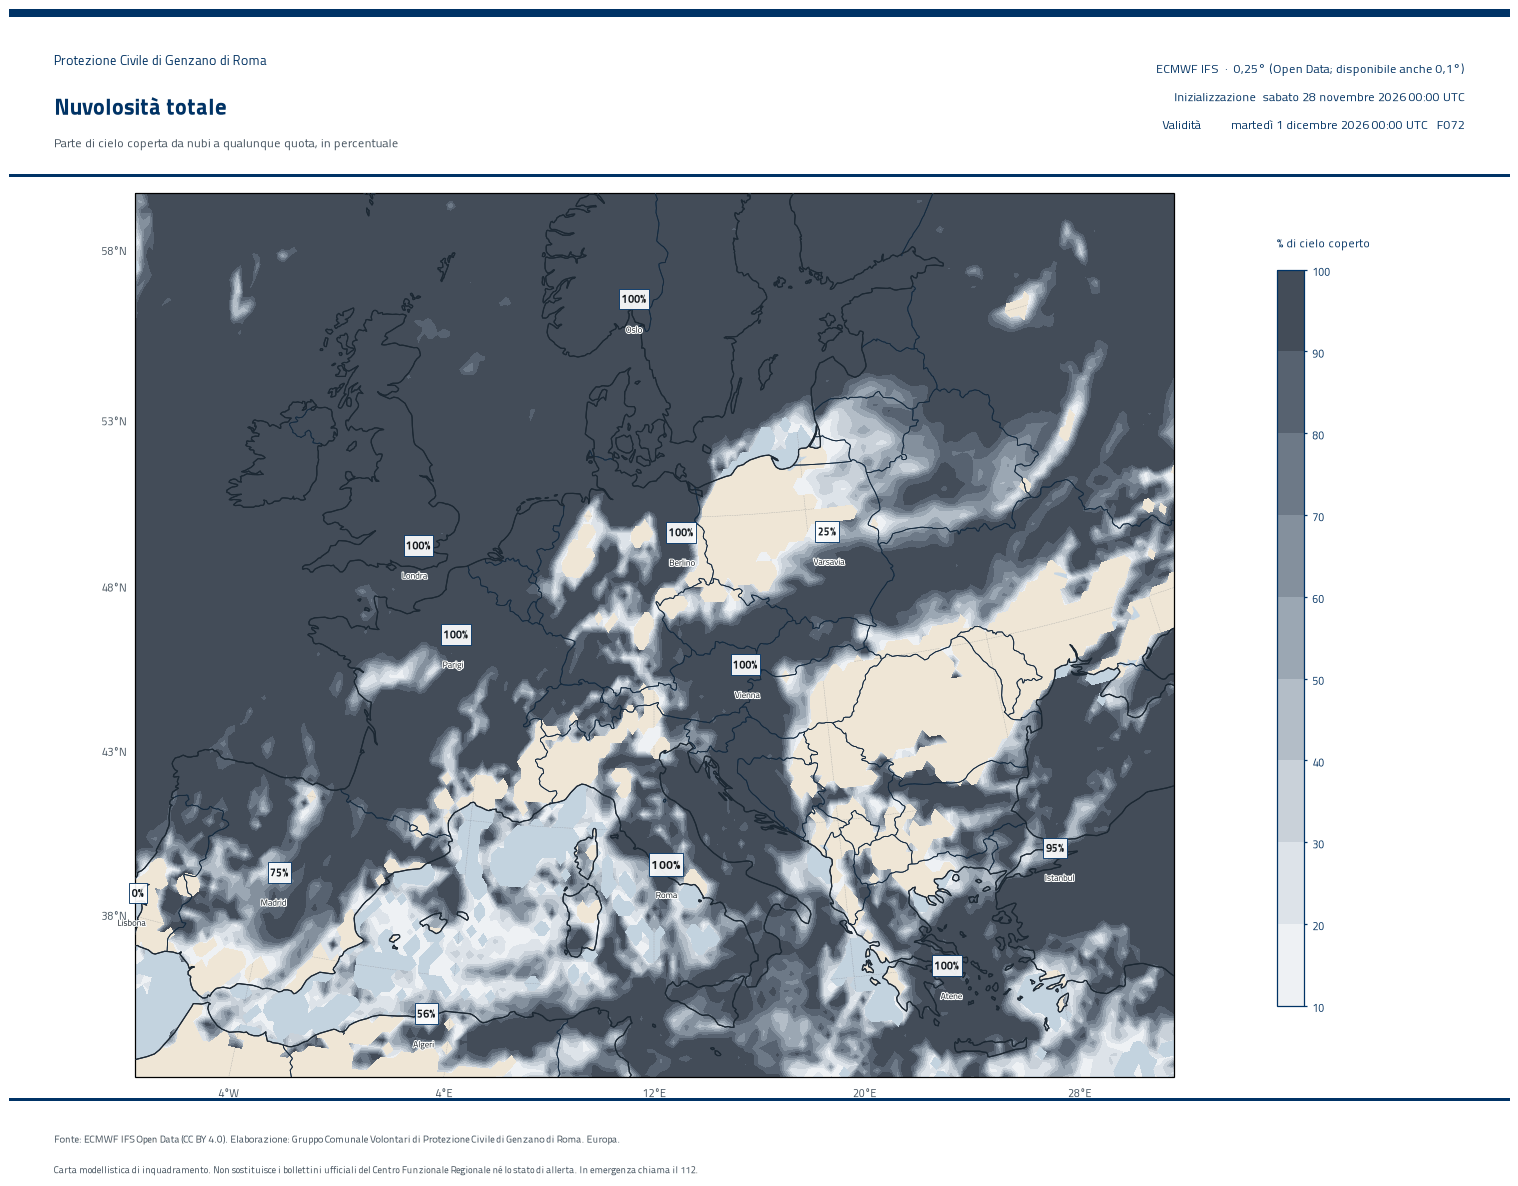 Protezione Civile di Genzano di Roma
Nuvolosità totale
Parte di cielo coperta da nubi a qualunque quota, in percentuale
ECMWF IFS · 0,25° (Open Data; disponibile anche 0,1°)
Inizializzazione sabato 28 novembre 2026 00:00 UTC
Validità martedì 1 dicembre 2026 00:00 UTC F072
% di cielo coperto
100
90
80
70
60
50
40
30
20
10
58°N
53°N
48°N
43°N
38°N
100%
Oslo
100%
Londra
100%
Berlino
25%
Varsavia
100%
Parigi
100%
Vienna
95%
Istanbul
100%
Roma
75%
Madrid
0%
Lisbona
100%
Atene
56%
Algeri
4°W
4°E
12°E
20°E
28°E
Fonte: ECMWF IFS Open Data (CC BY 4.0). Elaborazione: Gruppo Comunale Volontari di Protezione Civile di Genzano di Roma. Europa.
Carta modellistica di inquadramento. Non sostituisce i bollettini ufficiali del Centro Funzionale Regionale né lo stato di allerta. In emergenza chiama il 112.